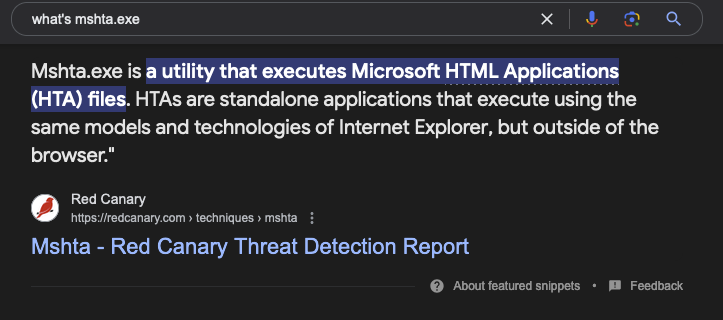 what's mshta.exe
Mshta.exe is a utility that executes Microsoft HTML Applications
(HTA) files. HTAs are standalone applications that execute using the
same models and technologies of Internet Explorer, but outside of the
browser."
Red Canary
https://redcanary.com › techniques › mshta
Mshta - Red Canary Threat Detection Report
About featured snippets • Feedback